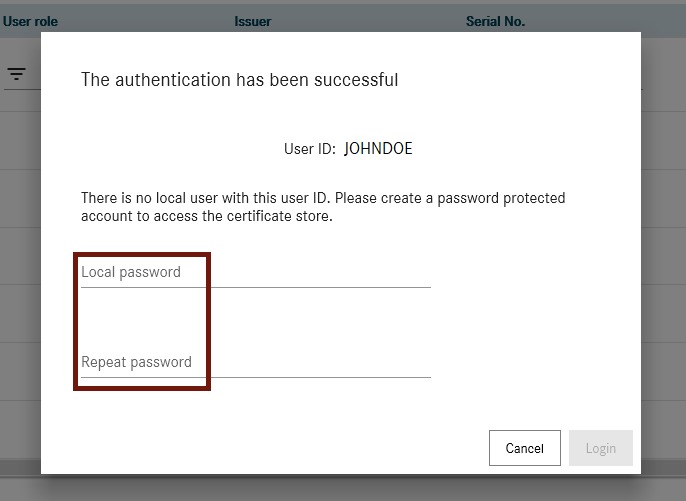 User role Issuer Serial No.
The authentication has been successful
User ID: JOHNDOE
There is no local user with this user ID. Please create a password protected
account to access the certificate store.
Local password
Repeat password
Cancel Login